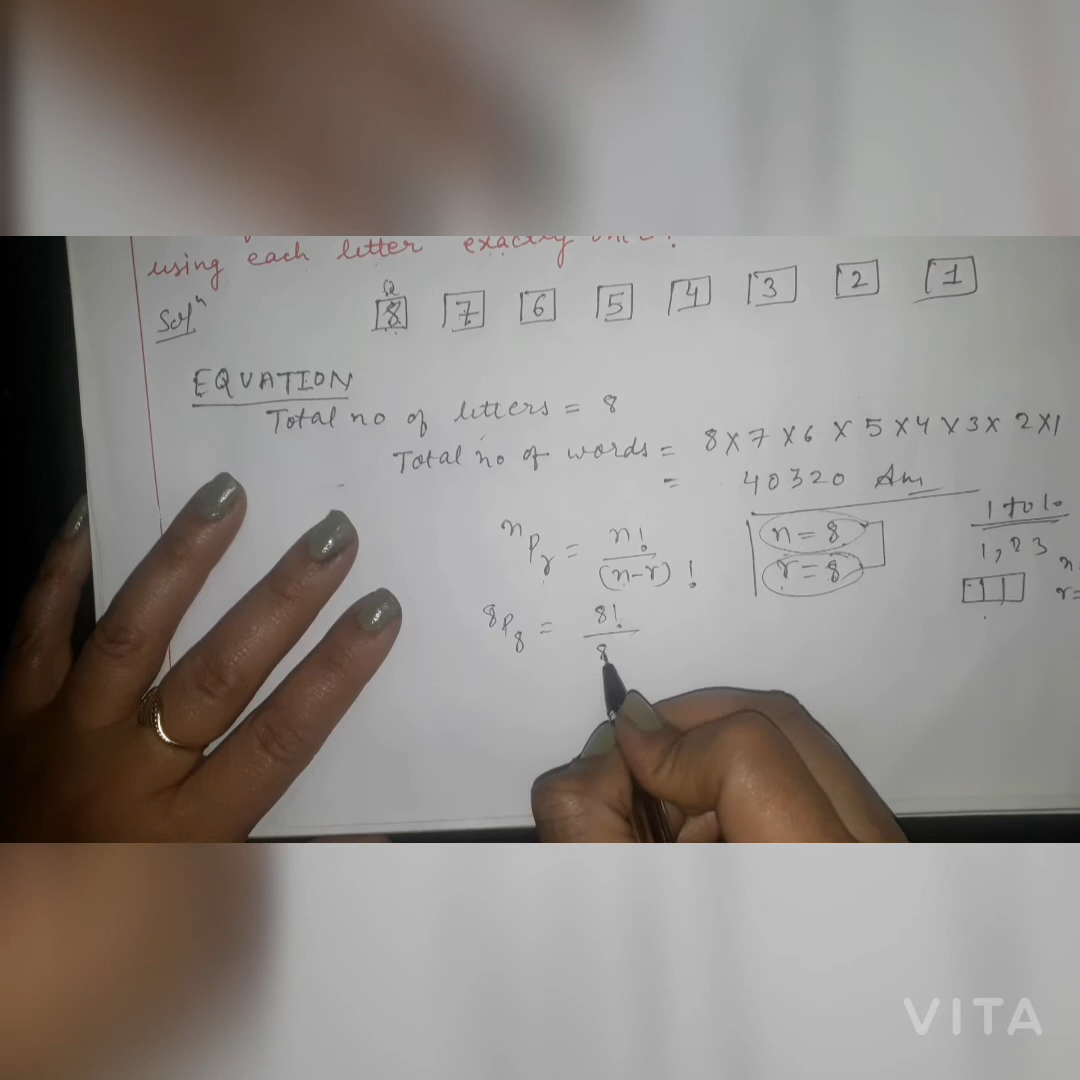 using each letter exactly
Solⁿ
8 7 6 5 4 3 2 1
EQUATION
Total no of letters = 8
Total no of words = 8 X 7 X 6 X 5 X 4 X 3 X 2 X 1
= 40320 Ans
ⁿPᵣ = n! / (n-r)!
n = 8
r = 8
1 to 10
1, 2 3
n=
r=
⁸P₈ = 8! / 8
VITA